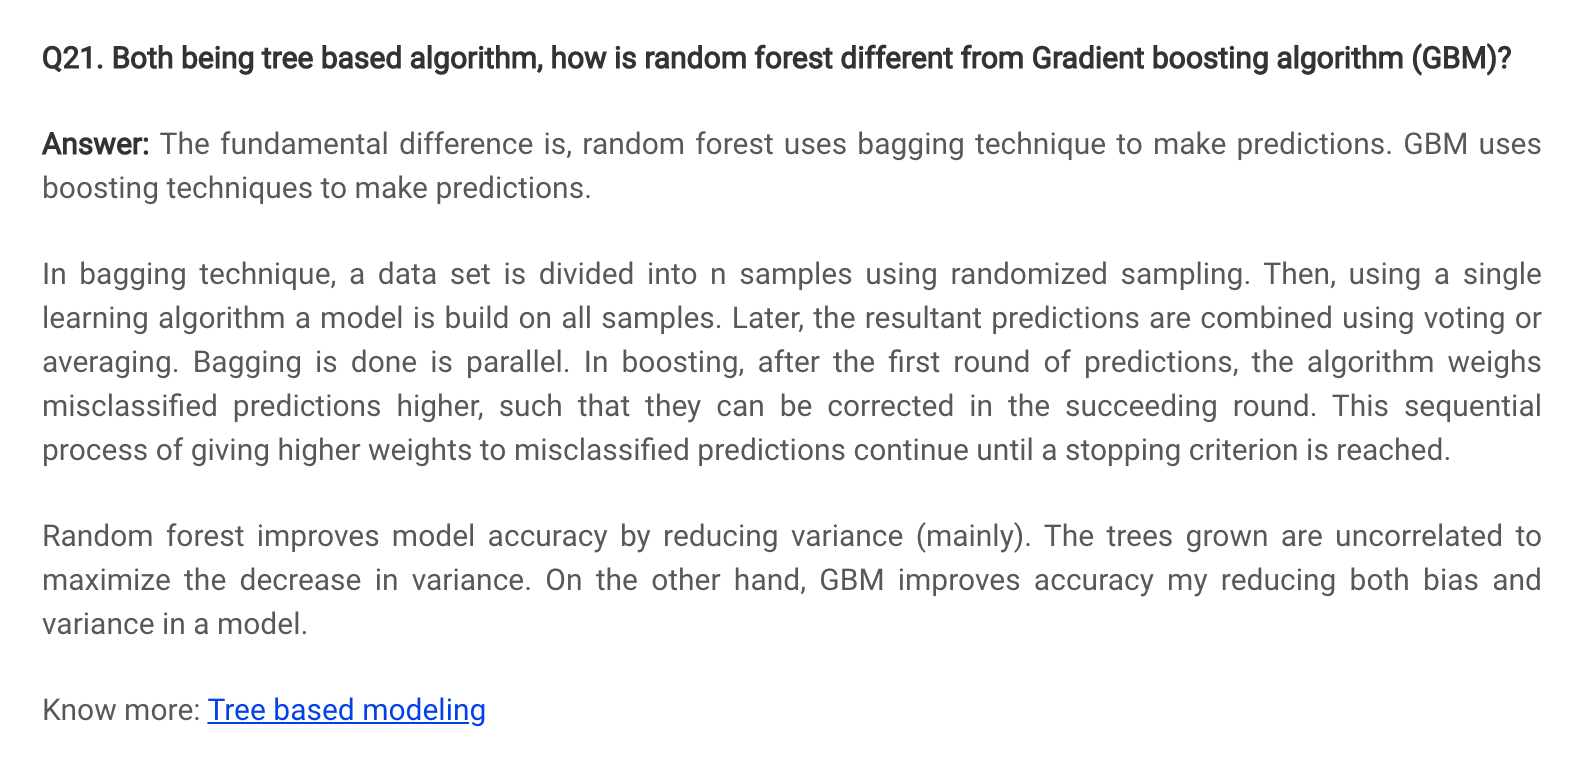 Q21. Both being tree based algorithm, how is random forest different from Gradient boosting algorithm (GBM)?
Answer: The fundamental difference is, random forest uses bagging technique to make predictions. GBM uses
boosting techniques to make predictions.
In bagging technique, a data set is divided into n samples using randomized sampling. Then, using a single
learning algorithm a model is build on all samples. Later, the resultant predictions are combined using voting or
averaging. Bagging is done is parallel. In boosting, after the first round of predictions, the algorithm weighs
misclassified predictions higher, such that they can be corrected in the succeeding round. This sequential
process of giving higher weights to misclassified predictions continue until a stopping criterion is reached.
Random forest improves model accuracy by reducing variance (mainly). The trees grown are uncorrelated to
maximize the decrease in variance. On the other hand, GBM improves accuracy my reducing both bias and
variance in a model.
Know more: Tree based modeling